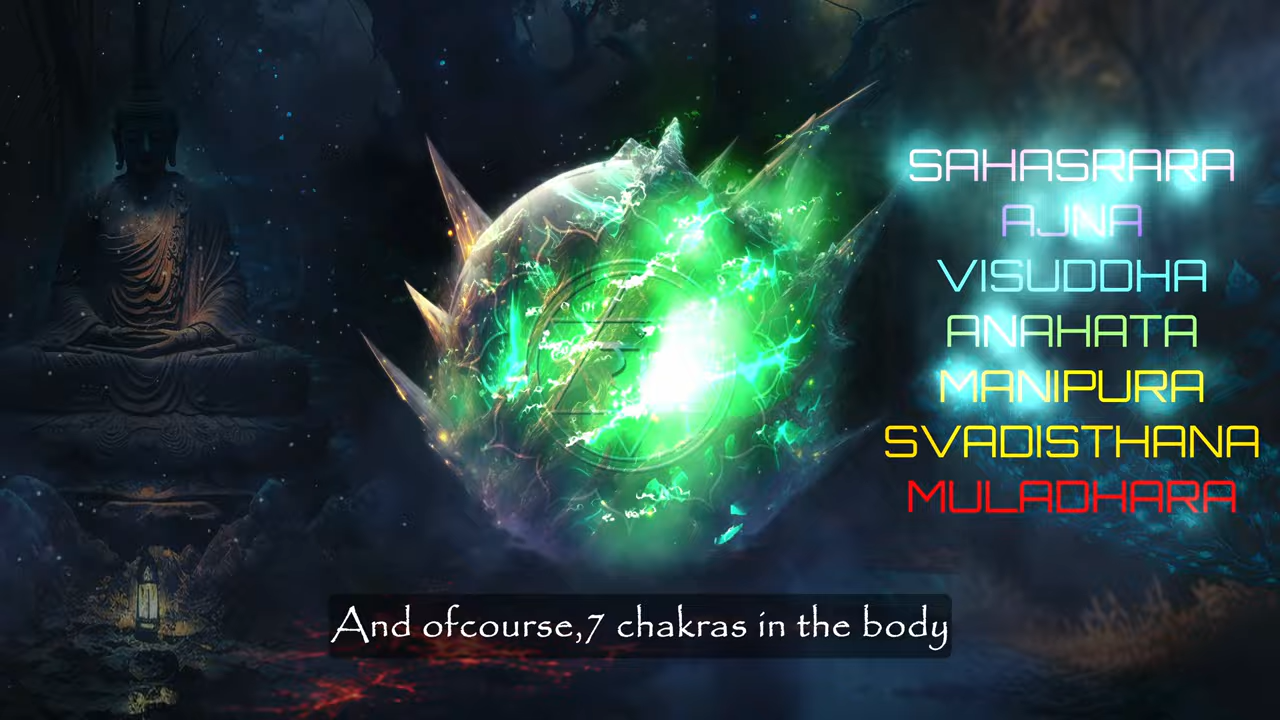 SAHASRARA
AJNA
VISUDDHA
ANAHATA
MANIPURA
SVADISTHANA
MULADHARA
And ofcourse,7 chakras in the body